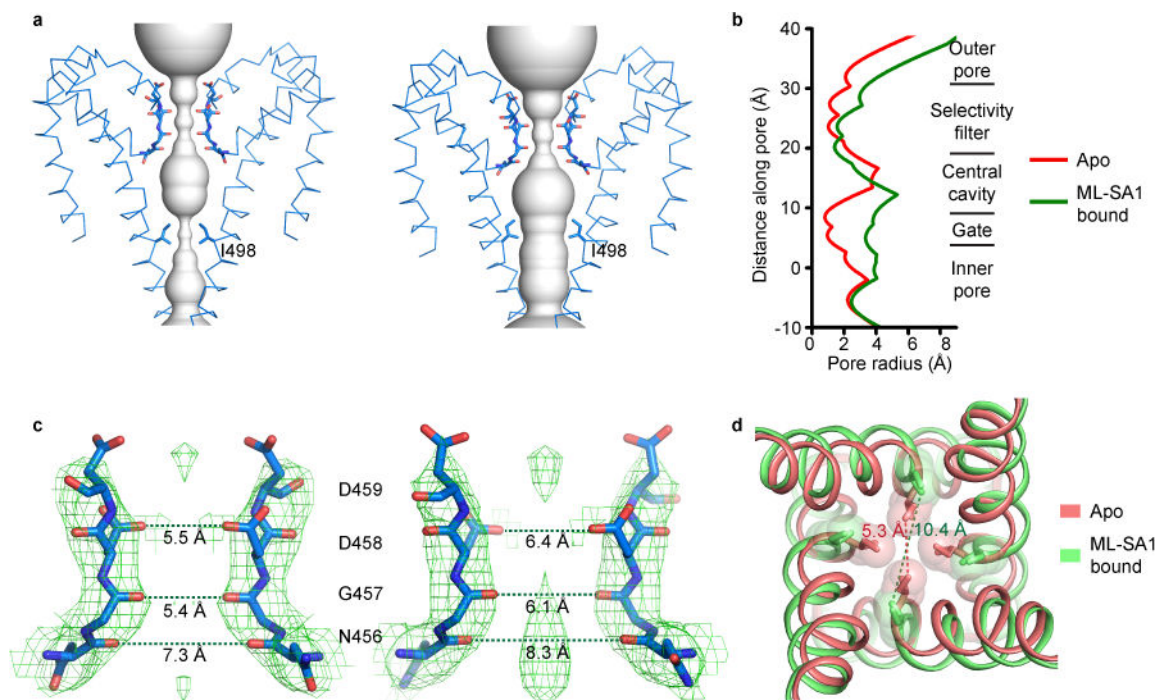 a
I498
I498
b
Distance along pore (Å)
40
30
20
10
0
-10
0 2 4 6 8
Pore radius (Å)
Outer
pore
Selectivity
filter
Central
cavity
Gate
Inner
pore
Apo
ML-SA1
bound
c
D459
D458
G457
N456
5.5 Å
5.4 Å
7.3 Å
6.4 Å
6.1 Å
8.3 Å
d
5.3 Å 10.4 Å
Apo
ML-SA1
bound